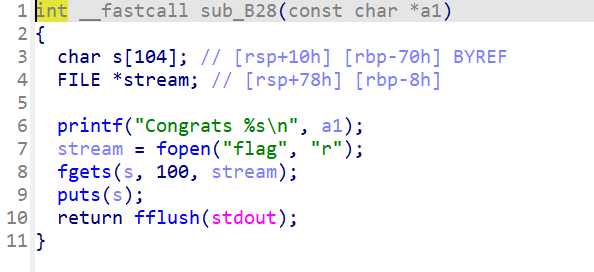 1 int __fastcall sub_B28(const char *a1)
2 {
3 char s[104]; // [rsp+10h] [rbp-70h] BYREF
4 FILE *stream; // [rsp+78h] [rbp-8h]
5
6 printf("Congrats %s\n", a1);
7 stream = fopen("flag", "r");
8 fgets(s, 100, stream);
9 puts(s);
10 return fflush(stdout);
11 }